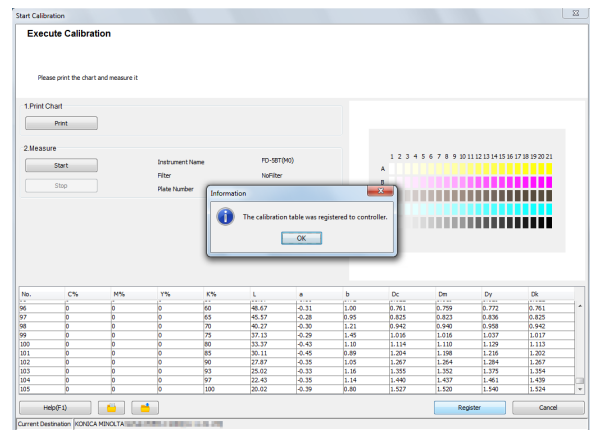 Start Calibration
Execute Calibration
Please print the chart and measure it
1.Print Chart
Print
2.Measure
Start
Stop
Instrument Name FD-5BT(M0)
Filter NoFilter
Plate Number
1 2 3 4 5 6 7 8 9 10 11 12 13 14 15 16 17 18 19 20 21
A
B
Information
The calibration table was registered to controller.
OK
No. C% M% Y% K% L a b Dc Dm Dy Dk
96 0 0 0 60 48.67 -0.31 1.00 0.761 0.759 0.772 0.761
97 0 0 0 65 45.57 -0.28 0.95 0.825 0.823 0.836 0.825
98 0 0 0 70 40.27 -0.30 1.21 0.942 0.940 0.958 0.942
99 0 0 0 75 37.13 -0.29 1.45 1.016 1.016 1.037 1.017
100 0 0 0 80 33.37 -0.43 1.10 1.114 1.110 1.129 1.113
101 0 0 0 85 30.11 -0.45 0.89 1.204 1.198 1.216 1.202
102 0 0 0 90 27.87 -0.35 1.05 1.267 1.264 1.284 1.267
103 0 0 0 93 25.02 -0.33 1.16 1.355 1.352 1.375 1.354
104 0 0 0 97 22.43 -0.35 1.14 1.440 1.437 1.461 1.439
105 0 0 0 100 20.02 -0.39 0.80 1.527 1.520 1.540 1.524
Help(F1)
Register
Cancel
Current Destination KONICA MINOLTA